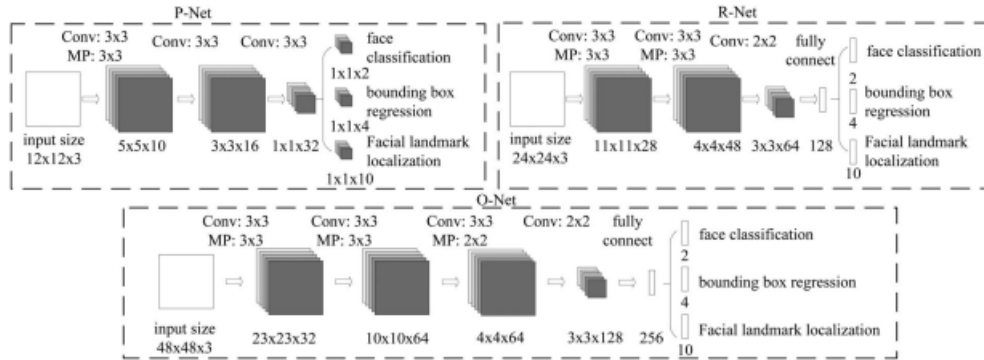 P-Net
Conv: 3x3 Conv: 3x3 Conv: 3x3
MP: 3x3
face
classification
1x1x2
bounding box
regression
1x1x4
Facial landmark
localization
1x1x10
input size
12x12x3
5x5x10
3x3x16
1x1x32
R-Net
Conv: 3x3 Conv: 3x3 Conv: 2x2
MP: 3x3 MP: 3x3
fully
connect
face classification
2
bounding box
regression
4
Facial landmark
localization
10
input size
24x24x3
11x11x28
4x4x48
3x3x64
128
O-Net
Conv: 3x3 Conv: 3x3 Conv: 3x3 Conv: 2x2
MP: 3x3 MP: 3x3 MP: 2x2
fully
connect
face classification
2
bounding box regression
4
Facial landmark localization
10
input size
48x48x3
23x23x32
10x10x64
4x4x64
3x3x128
256